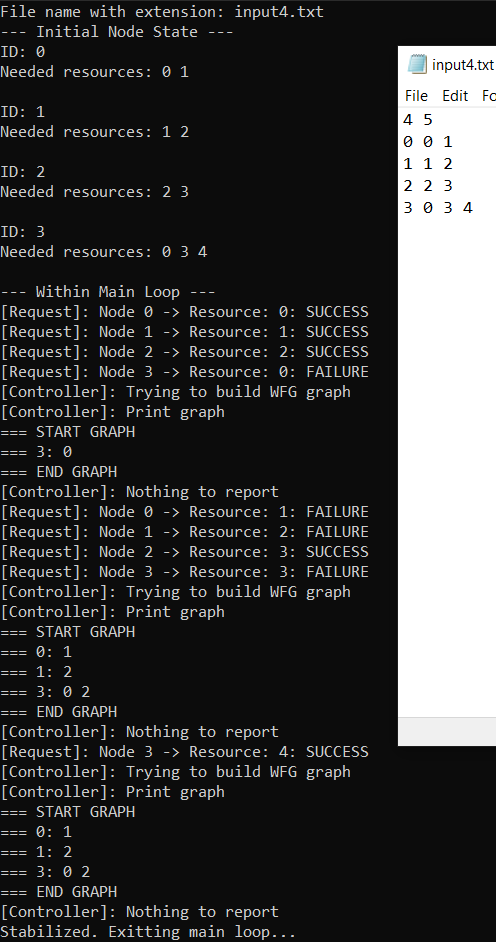 File name with extension: input4.txt
--- Initial Node State ---
ID: 0
Needed resources: 0 1
ID: 1
Needed resources: 1 2
ID: 2
Needed resources: 2 3
ID: 3
Needed resources: 0 3 4
--- Within Main Loop ---
[Request]: Node 0 -> Resource: 0: SUCCESS
[Request]: Node 1 -> Resource: 1: SUCCESS
[Request]: Node 2 -> Resource: 2: SUCCESS
[Request]: Node 3 -> Resource: 0: FAILURE
[Controller]: Trying to build WFG graph
[Controller]: Print graph
=== START GRAPH
=== 3: 0
=== END GRAPH
[Controller]: Nothing to report
[Request]: Node 0 -> Resource: 1: FAILURE
[Request]: Node 1 -> Resource: 2: FAILURE
[Request]: Node 2 -> Resource: 3: SUCCESS
[Request]: Node 3 -> Resource: 3: FAILURE
[Controller]: Trying to build WFG graph
[Controller]: Print graph
=== START GRAPH
=== 0: 1
=== 1: 2
=== 3: 0 2
=== END GRAPH
[Controller]: Nothing to report
[Request]: Node 3 -> Resource: 4: SUCCESS
[Controller]: Trying to build WFG graph
[Controller]: Print graph
=== START GRAPH
=== 0: 1
=== 1: 2
=== 3: 0 2
=== END GRAPH
[Controller]: Nothing to report
Stabilized. Exitting main loop...
input4.txt
File Edit Fo
4 5
0 0 1
1 1 2
2 2 3
3 0 3 4